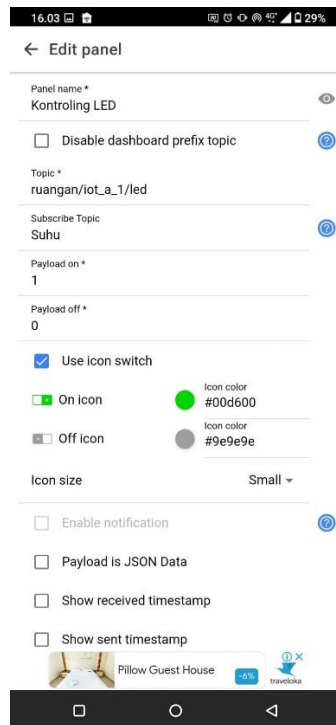 16.03
4G
29%
Edit panel
Panel name *
Kontroling LED
Disable dashboard prefix topic
Topic *
ruangan/iot_a_1/led
Subscribe Topic
Suhu
Payload on *
1
Payload off *
0
Use icon switch
On icon
Icon color
#00d600
Off icon
Icon color
#9e9e9e
Icon size
Small
Enable notification
Payload is JSON Data
Show received timestamp
Show sent timestamp
Pillow Guest House
-6%
traveloka